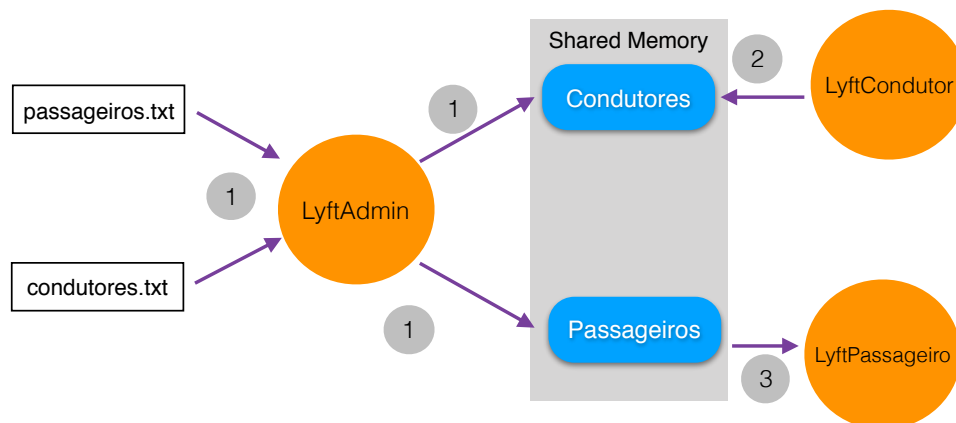 Shared Memory
2
Condutores
LyftCondutor
passageiros.txt
1
1
LyftAdmin
condutores.txt
1
Passageiros
LyftPassageiro
3